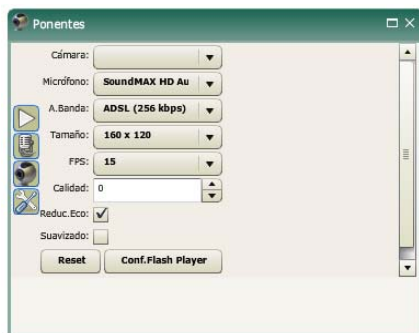 Ponentes
Cámara:
Micrófono: SoundMAX HD Au
A.Banda: ADSL (256 kbps)
Tamaño: 160 x 120
FPS: 15
Calidad: 0
Reduc.Eco:
Suavizado:
Reset Conf.Flash Player